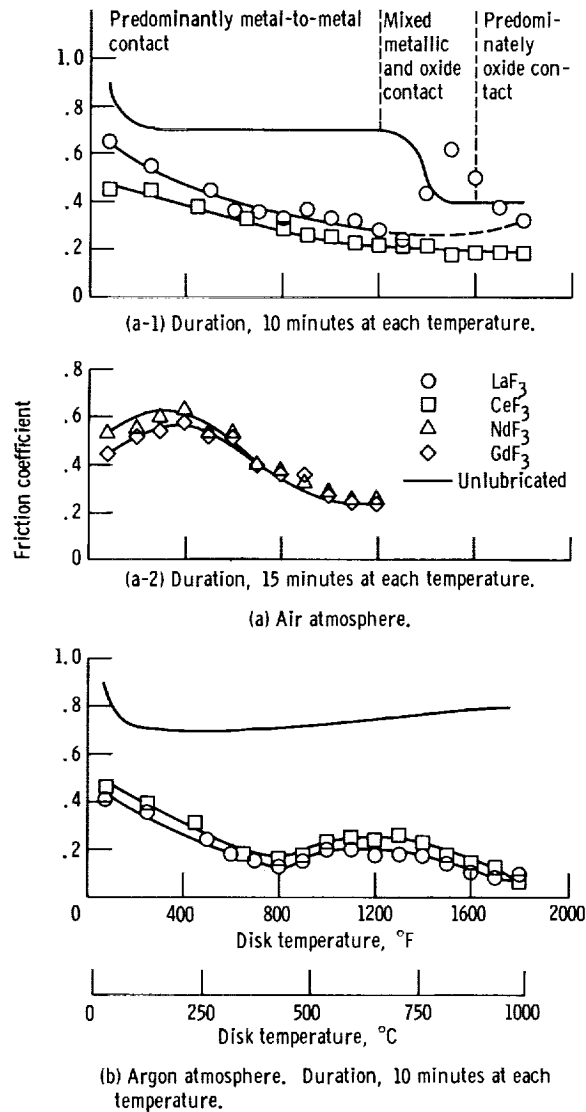 Predominantly metal-to-metal
contact
Mixed
metallic
and oxide
contact
Predomi-
nately
oxide con-
tact
1.0
.8
.6
.4
.2
0
(a-1) Duration, 10 minutes at each temperature.
.8
.6
.4
.2
0
LaF3
CeF3
NdF3
GdF3
Unlubricated
(a-2) Duration, 15 minutes at each temperature.
(a) Air atmosphere.
Friction coefficient
1.0
.8
.6
.4
.2
0 400 800 1200 1600 2000
Disk temperature, °F
0 250 500 750 1000
Disk temperature, °C
(b) Argon atmosphere. Duration, 10 minutes at each
temperature.